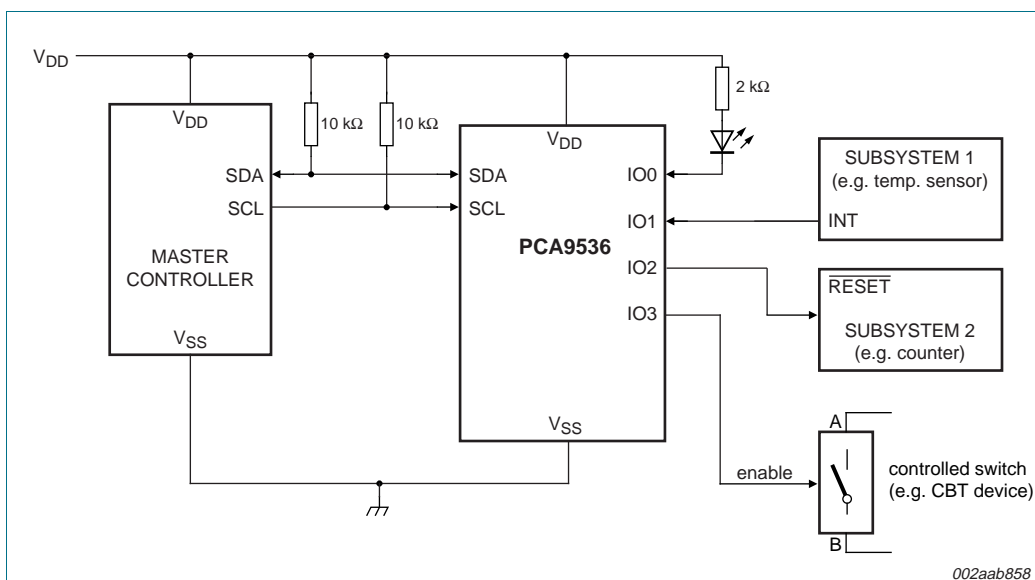 VDD
VDD
10 kΩ
10 kΩ
VDD
2 kΩ
SDA
SCL
MASTER
CONTROLLER
VSS
SDA
SCL
PCA9536
IO0
IO1
IO2
IO3
VSS
SUBSYSTEM 1
(e.g. temp. sensor)
INT
RESET
SUBSYSTEM 2
(e.g. counter)
enable
A
B
controlled switch
(e.g. CBT device)
002aab858